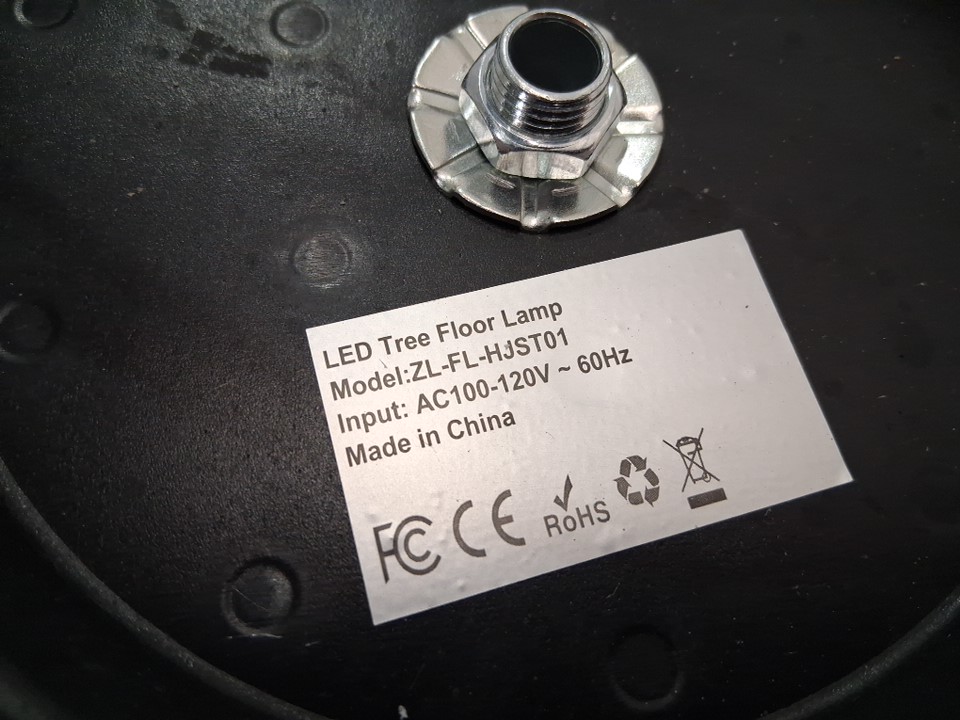 LED Tree Floor Lamp
Model:ZL-FL-HJST01
Input: AC100-120V ~ 60Hz
Made in China
FC CE RoHS